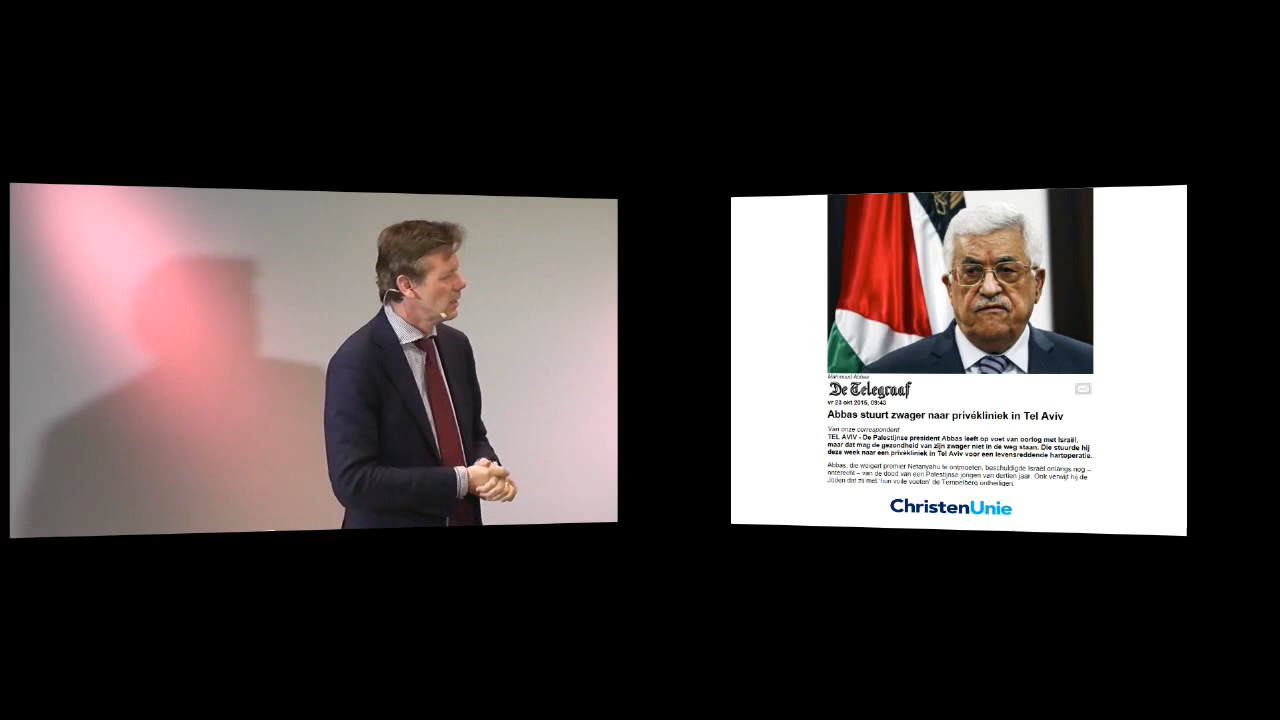 Mahmoud Abbas
De Telegraaf
vr 23 okt 2015, 09:43
Abbas stuurt zwager naar privékliniek in Tel Aviv
Van onze correspondent
TEL AVIV - De Palestijnse president Abbas leeft op voet van oorlog met Israël,
maar dat mag de gezondheid van zijn zwager niet in de weg staan. Die stuurde hij
deze week naar een privékliniek in Tel Aviv voor een levensreddende hartoperatie.
Abbas, die weigert premier Netanyahu te ontmoeten, beschuldigde Israël onlangs nog –
onterecht – van de dood van een Palestijnse jongen van dertien jaar. Ook verwijt hij de
Joden dat zij met 'hun vuile voeten' de Tempelberg ontheiligen.
ChristenUnie